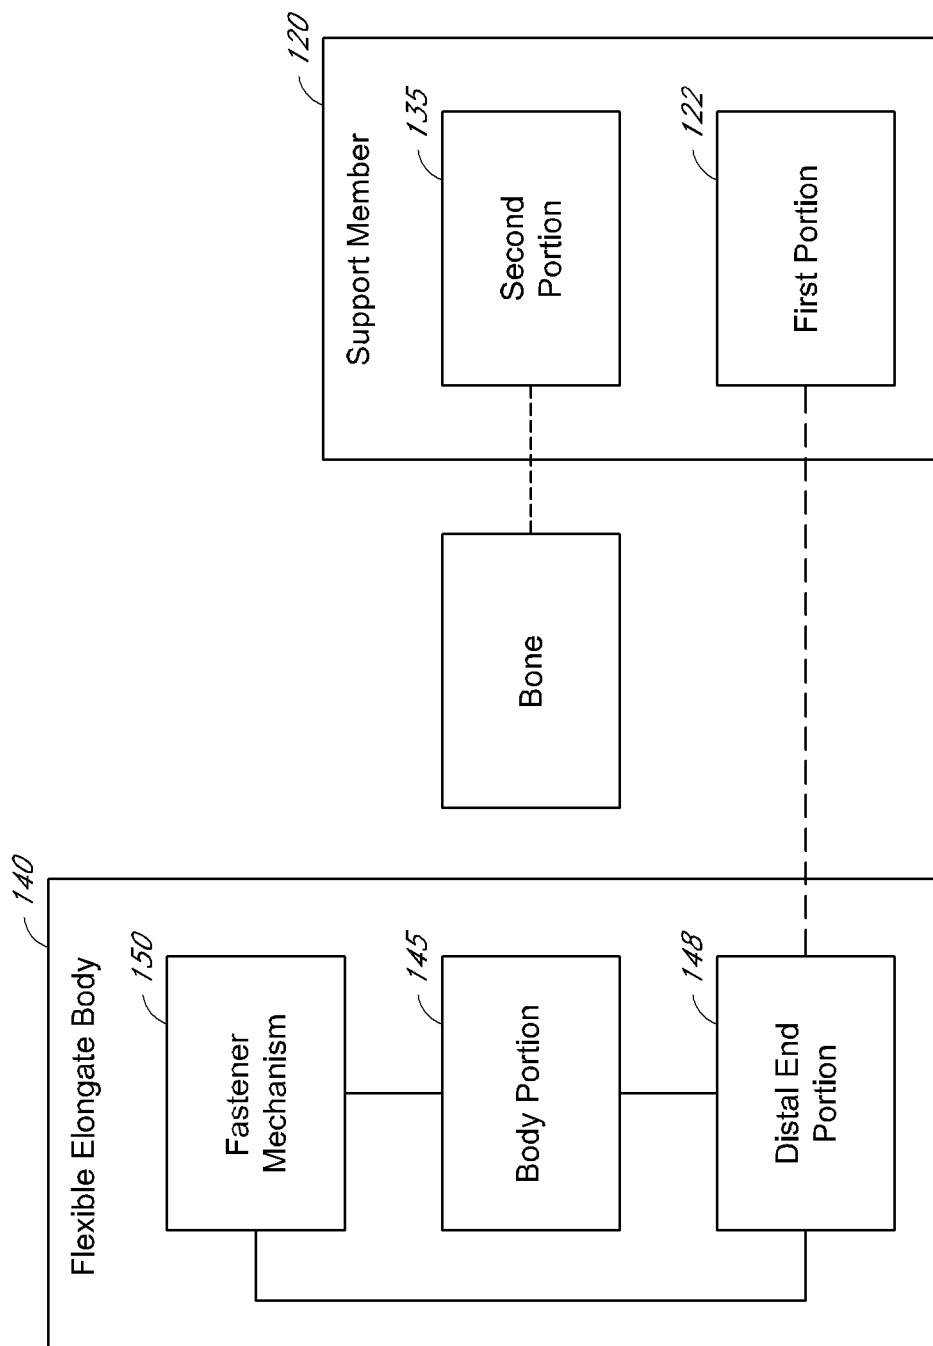 Flexible Elongate Body
140
Fastener
Mechanism
150
Body Portion
145
Distal End
Portion
148
Bone
Support Member
120
Second
Portion
135
First Portion
122